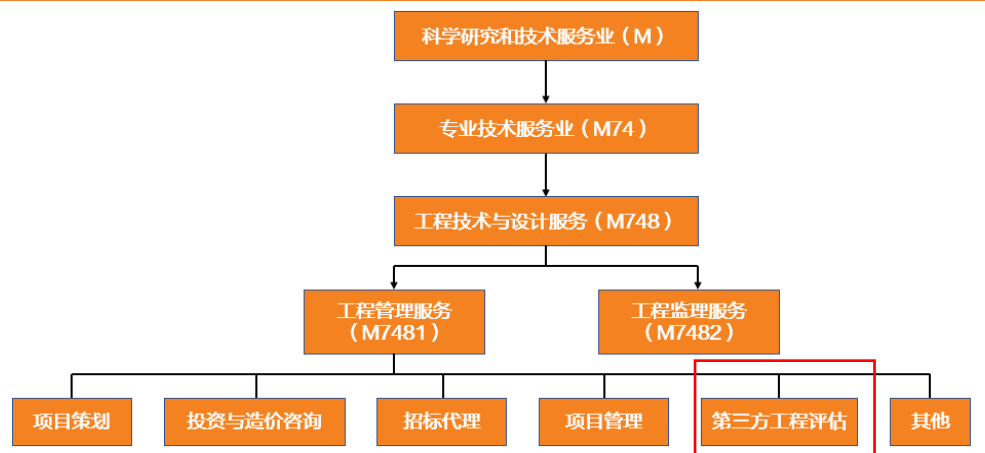 科学研究和技术服务业（M）
专业技术服务业（M74）
工程技术与设计服务（M748）
工程管理服务
（M7481）
工程监理服务
（M7482）
项目策划
投资与造价咨询
招标代理
项目管理
第三方工程评估
其他